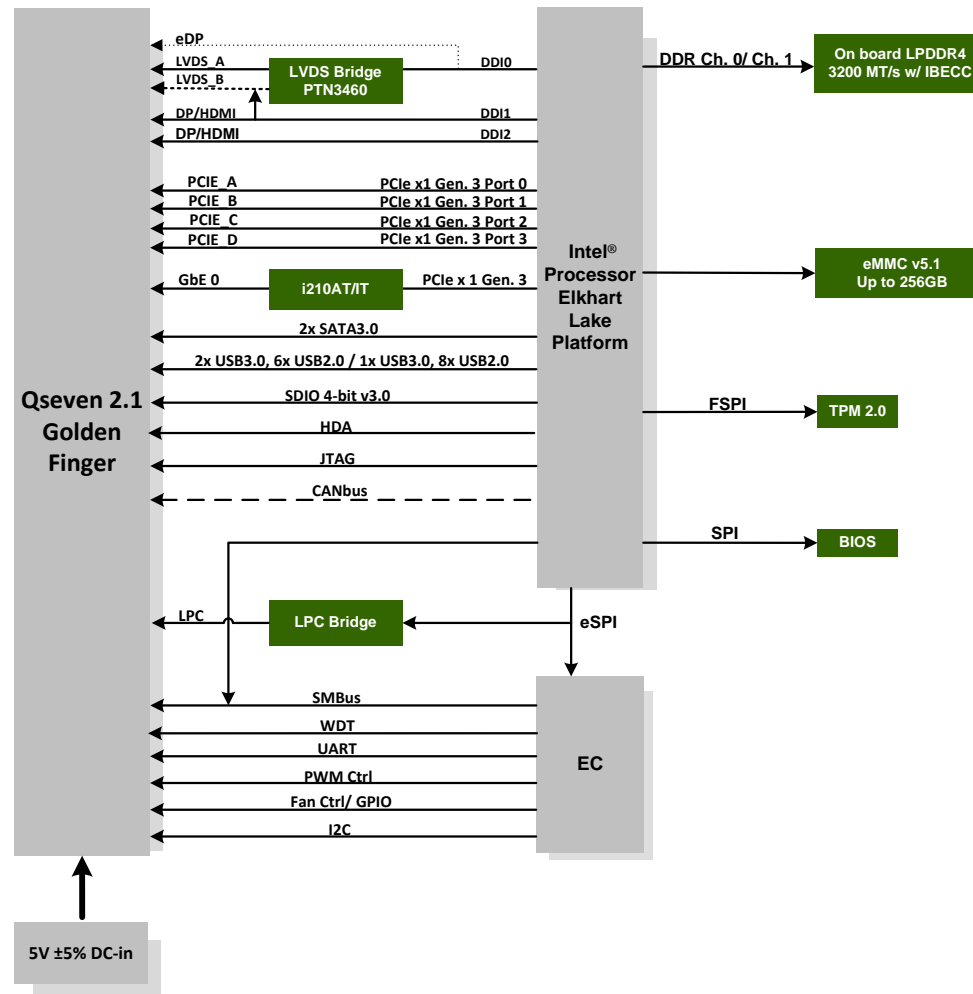 eDP
LVDS_A
LVDS_B
LVDS Bridge
PTN3460
DDI0
DP/HDMI
DDI1
DP/HDMI
DDI2
PCIE_A
PCIe x1 Gen. 3 Port 0
PCIE_B
PCIe x1 Gen. 3 Port 1
PCIE_C
PCIe x1 Gen. 3 Port 2
PCIE_D
PCIe x1 Gen. 3 Port 3
GbE 0
i210AT/IT
PCIe x 1 Gen. 3
2x SATA3.0
2x USB3.0, 6x USB2.0 / 1x USB3.0, 8x USB2.0
SDIO 4-bit v3.0
HDA
JTAG
CANbus
Qseven 2.1
Golden
Finger
Intel®
Processor
Elkhart
Lake
Platform
DDR Ch. 0/ Ch. 1
On board LPDDR4
3200 MT/s w/ IBECC
eMMC v5.1
Up to 256GB
FSPI
TPM 2.0
SPI
BIOS
LPC
LPC Bridge
eSPI
SMBus
WDT
UART
PWM Ctrl
Fan Ctrl/ GPIO
I2C
EC
5V ±5% DC-in